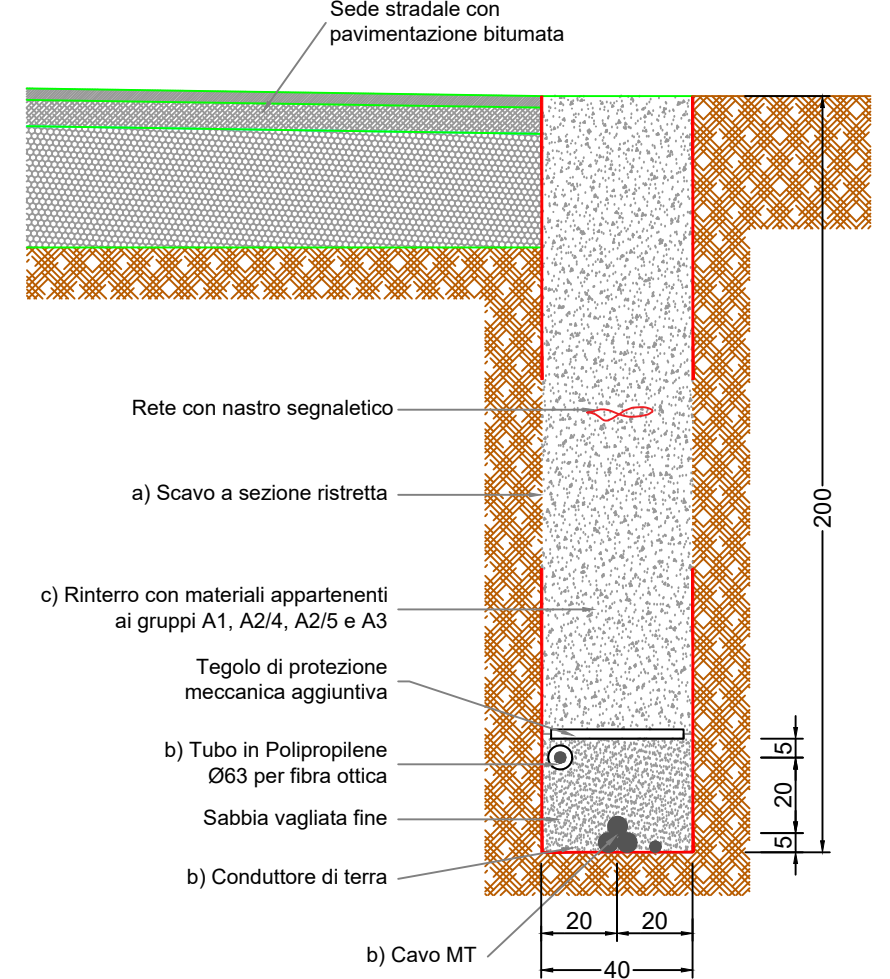 Sede stradale con
pavimentazione bitumata
Rete con nastro segnaletico
a) Scavo a sezione ristretta
200
c) Rinterro con materiali appartenenti
ai gruppi A1, A2/4, A2/5 e A3
Tegolo di protezione
meccanica aggiuntiva
b) Tubo in Polipropilene
Ø63 per fibra ottica
5
20
Sabbia vagliata fine
5
b) Conduttore di terra
20
20
b) Cavo MT
40